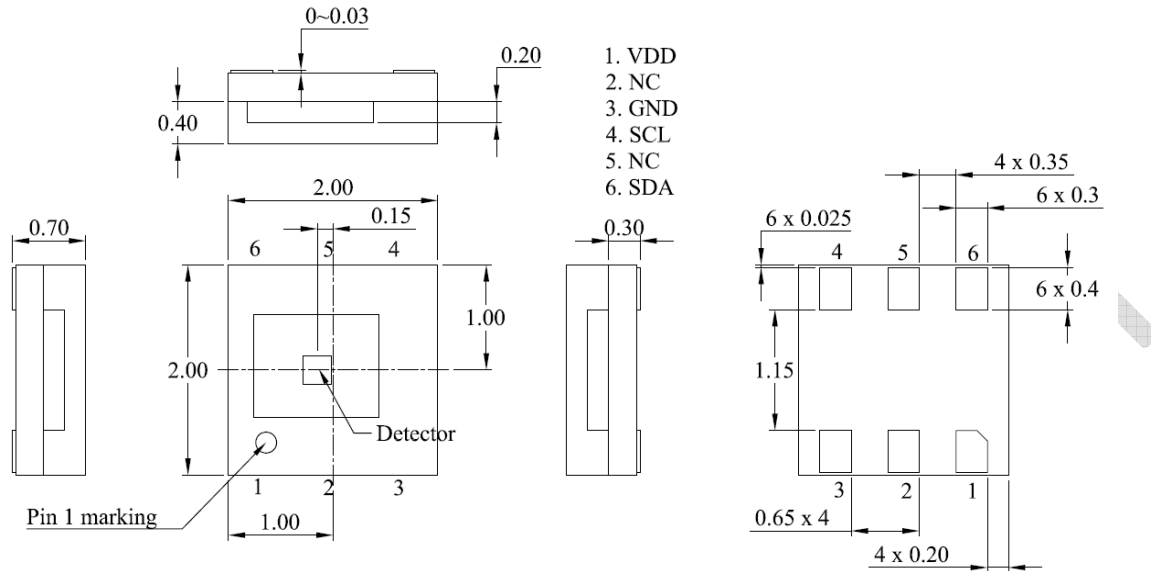 0~0.03
0.20
0.40
1. VDD
2. NC
3. GND
4. SCL
5. NC
6. SDA
2.00
0.15
6 5 4
0.70
2.00
1.00
Detector
1 2 3
Pin 1 marking
1.00
0.30
4 x 0.35
6 x 0.3
6 x 0.025
4 5 6
6 x 0.4
1.15
3 2 1
0.65 x 4
4 x 0.20